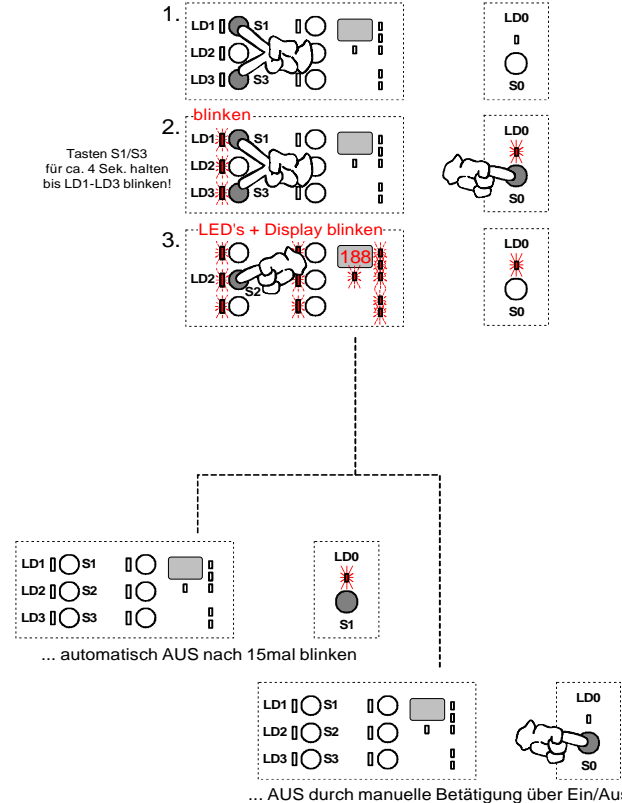 1.
LD1 S1
LD2
LD3 S3
LD0
S0
blinken
2.
LD1 S1
LD2
LD3 S3
Tasten S1/S3
für ca. 4 Sek. halten
bis LD1-LD3 blinken!
LD0
S0
LED's + Display blinken
3.
188
LD2
S2
LD0
S0
LD1 S1
LD2 S2
LD3 S3
LD0
S1
... automatisch AUS nach 15mal blinken
LD1 S1
LD2 S2
LD3 S3
LD0
S0
... AUS durch manuelle Betätigung über Ein/Aus